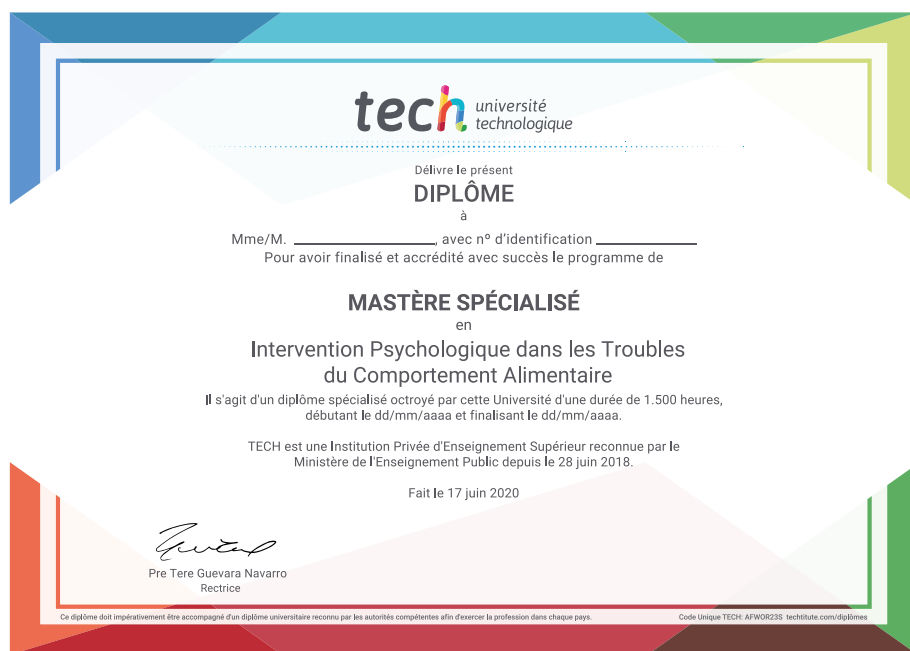 tech université
technologique
Délivre le présent
DIPLÔME
à
Mme/M. ____________________, avec nº d'identification ______________
Pour avoir finalisé et accrédité avec succès le programme de
MASTÈRE SPÉCIALISÉ
en
Intervention Psychologique dans les Troubles
du Comportement Alimentaire
Il s'agit d'un diplôme spécialisé octroyé par cette Université d'une durée de 1.500 heures,
débutant le dd/mm/aaaa et finalisant le dd/mm/aaaa.
TECH est une Institution Privée d'Enseignement Supérieur reconnue par le
Ministère de l'Enseignement Public depuis le 28 juin 2018.
Fait le 17 juin 2020
Pre Tere Guevara Navarro
Rectrice
Ce diplôme doit impérativement être accompagné d'un diplôme universitaire reconnu par les autorités compétentes afin d'exercer la profession dans chaque pays. Code Unique TECH: AFWOR23S techtitute.com/diplômes